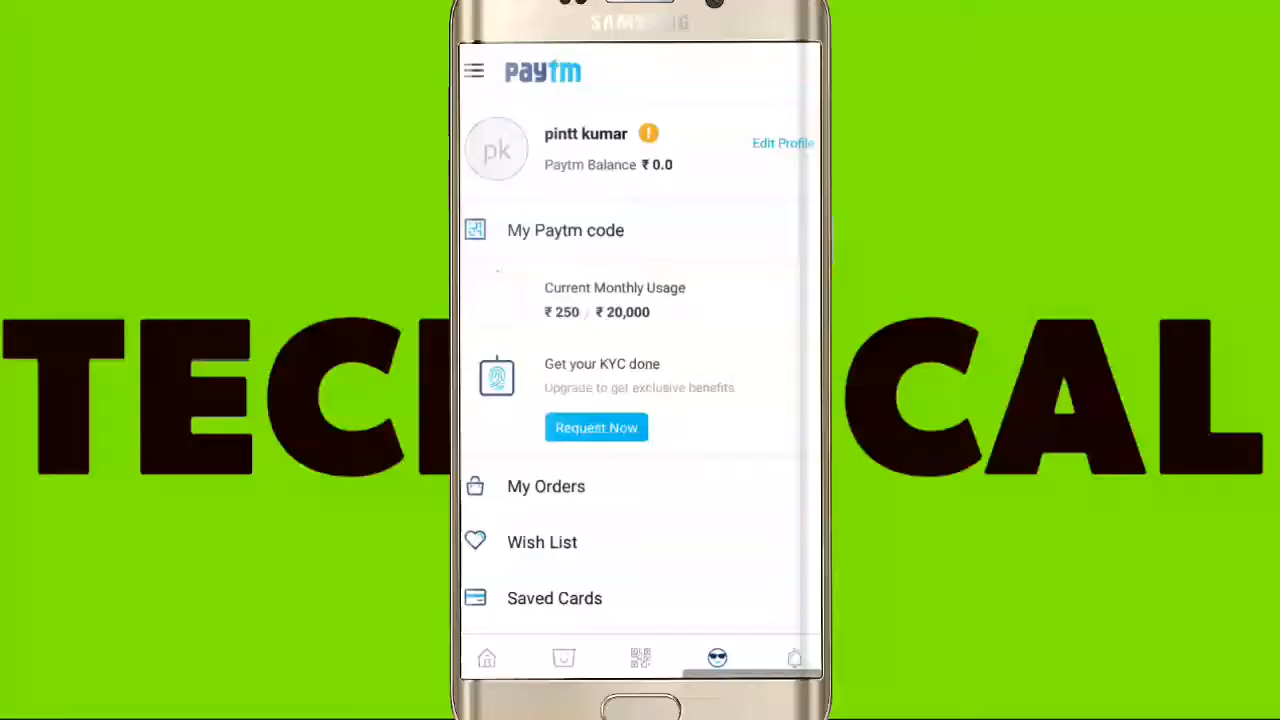 SAMSUNG
paytm
pk
pintt kumar !
Edit Profile
Paytm Balance ₹ 0.0
My Paytm code
Current Monthly Usage
₹ 250 / ₹ 20,000
Get your KYC done
Upgrade to get exclusive benefits
Request Now
TECH CAL
My Orders
Wish List
Saved Cards